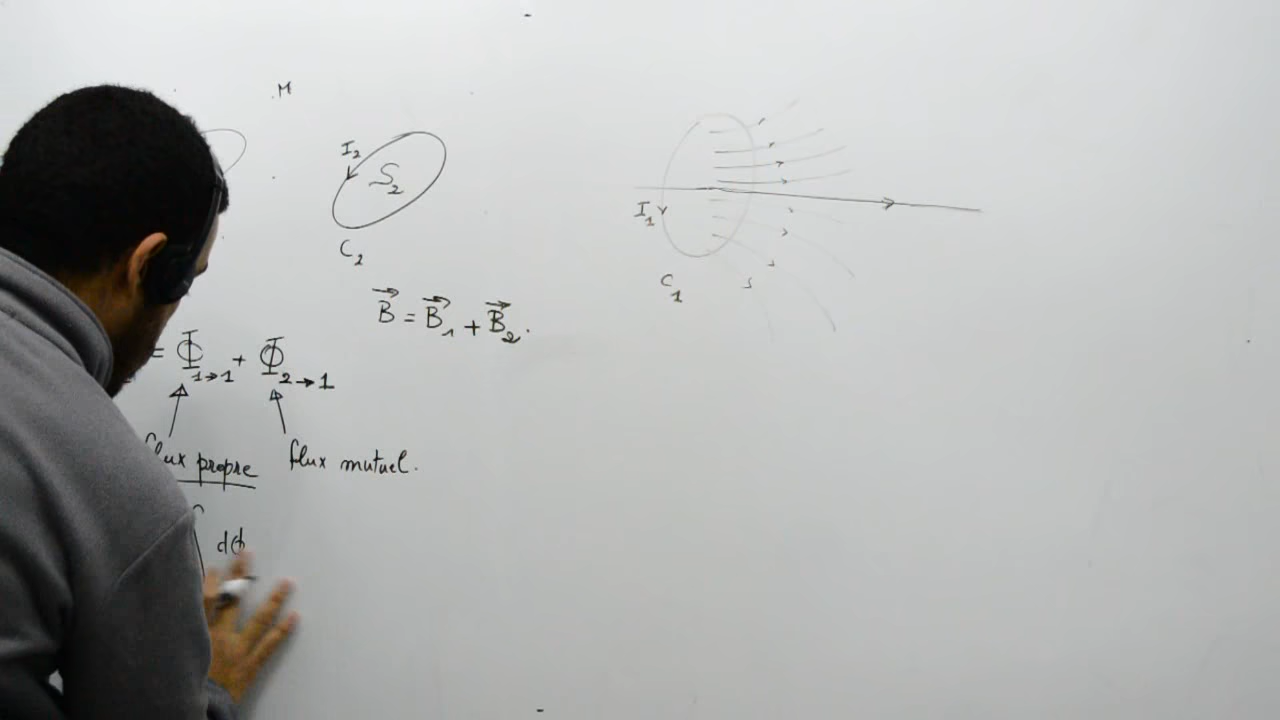 M
I₂
S₂
C₂
I₁
C₁
B⃗ = B⃗₁ + B⃗₂.
= Φ₁→₁ + Φ₂→₁
flux propre flux mutuel.
∫ dϕ